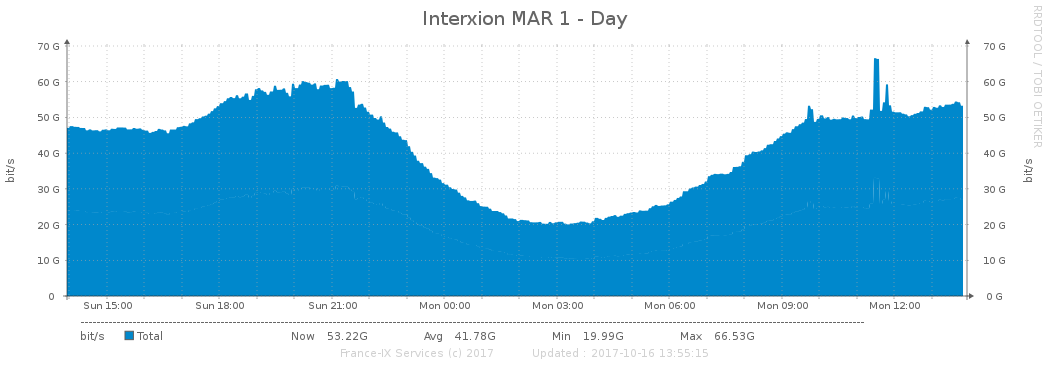 Interxion MAR 1 - Day
RRDTOOL / TOBI OETIKER
70 G 70 G
60 G 60 G
50 G 50 G
40 G 40 G
30 G 30 G
20 G 20 G
10 G 10 G
0 0 G
bit/s bit/s
Sun 15:00 Sun 18:00 Sun 21:00 Mon 00:00 Mon 03:00 Mon 06:00 Mon 09:00 Mon 12:00
bit/s Total Now 53.22G Avg 41.78G Min 19.99G Max 66.53G
France-IX Services (c) 2017 Updated : 2017-10-16 13:55:15